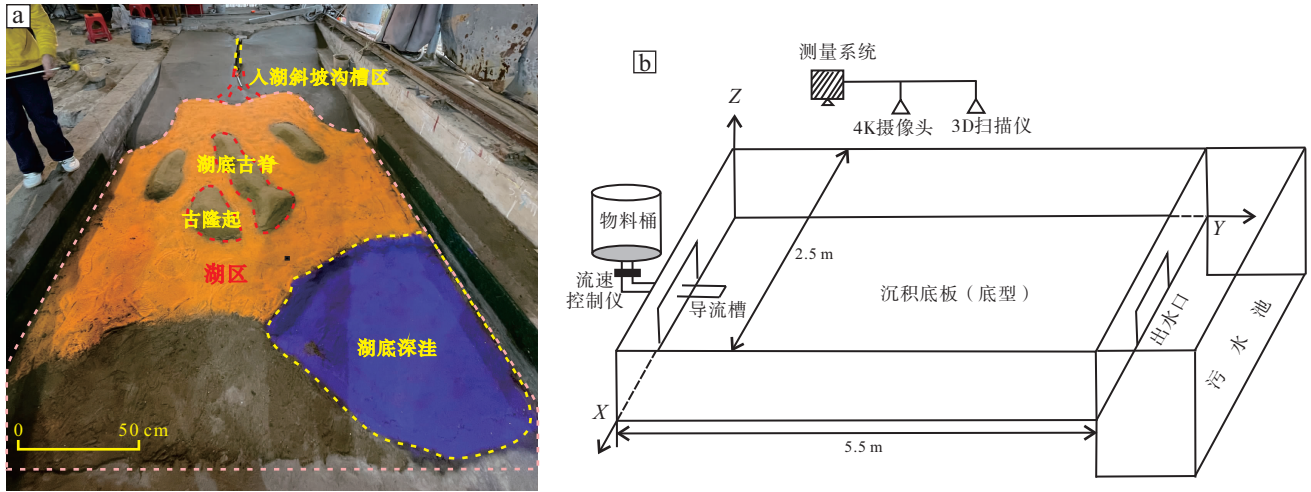 a
入湖斜坡沟槽区
湖底古脊
古隆起
湖区
湖底深洼
0 50 cm
b
测量系统
4K摄像头
3D扫描仪
Z
物料桶
流速
控制仪
导流槽
2.5 m
沉积底板（底型）
Y
出水口
污水池
X
5.5 m